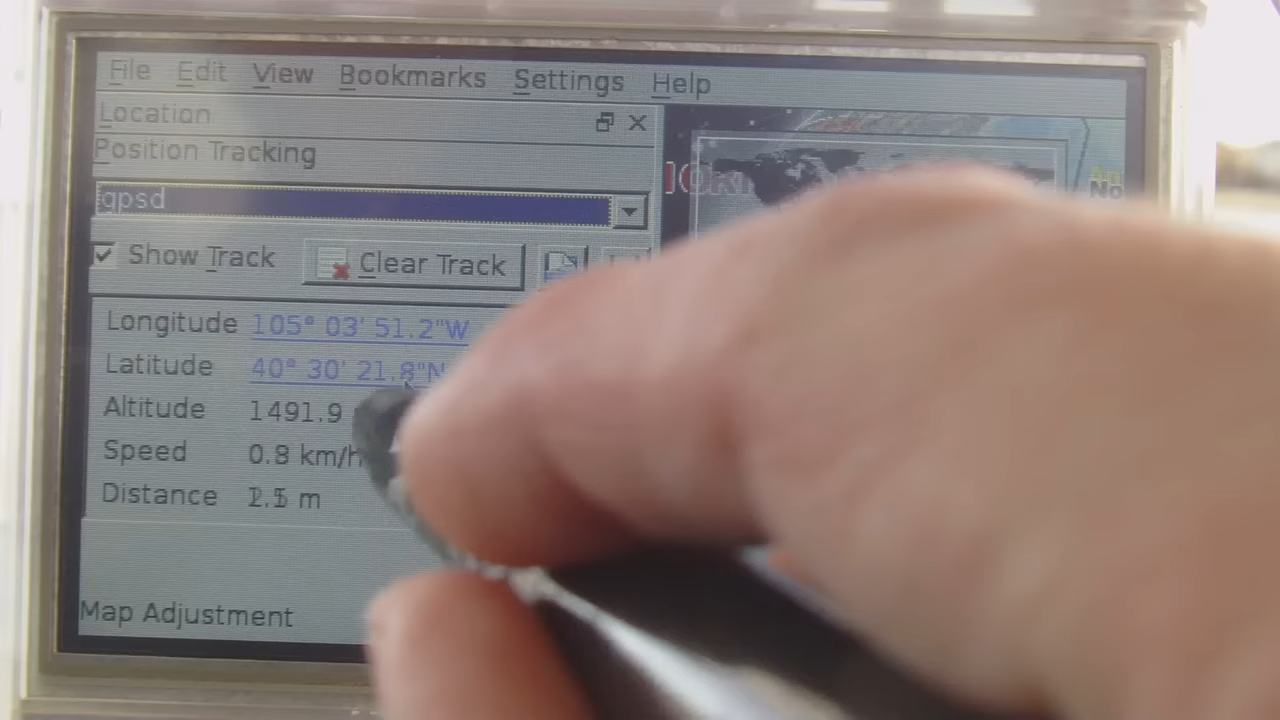 File Edit View Bookmarks Settings Help
Location
Position Tracking
gpsd
Show Track Clear Track
Longitude 105° 03' 51.2"W
Latitude 40° 30' 21.8"N
Altitude 1491.9
Speed 0.8 km/h
Distance m
Map Adjustment
No